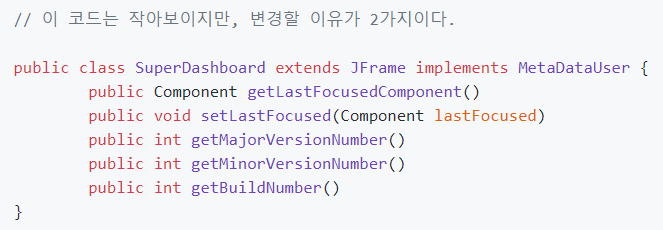 // 이 코드는 작아보이지만, 변경할 이유가 2가지이다.
public class SuperDashboard extends JFrame implements MetaDataUser {
        public Component getLastFocusedComponent()
        public void setLastFocused(Component lastFocused)
        public int getMajorVersionNumber()
        public int getMinorVersionNumber()
        public int getBuildNumber()
}